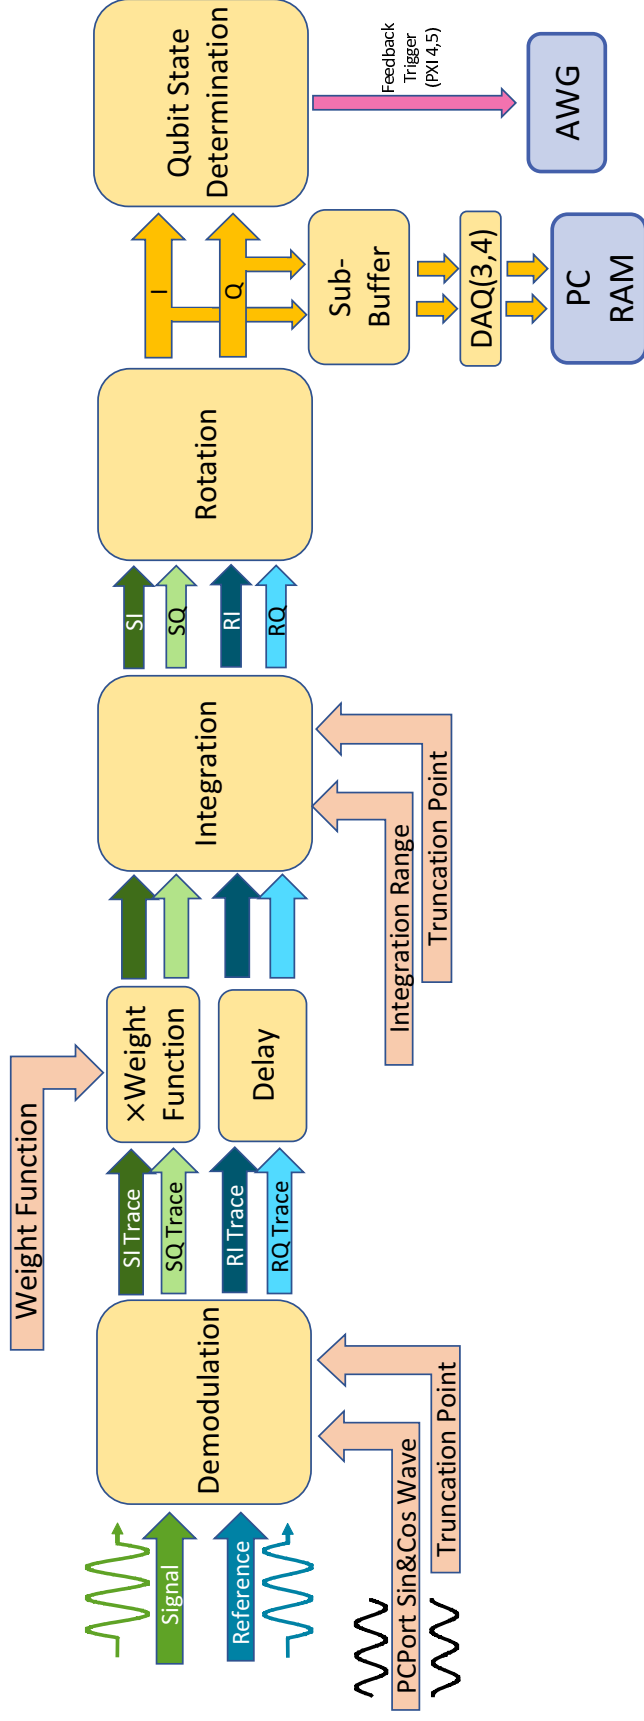 Weight Function
Signal
Reference
PCPort Sin&Cos Wave
Truncation Point
Demodulation
SI Trace
SQ Trace
RI Trace
RQ Trace
×Weight
Function
Delay
Integration Range
Truncation Point
Integration
SI
SQ
RI
RQ
Rotation
I
Q
Sub-
Buffer
DAQ(3,4)
PC
RAM
Qubit State
Determination
Feedback
Trigger
(PXI 4,5)
AWG